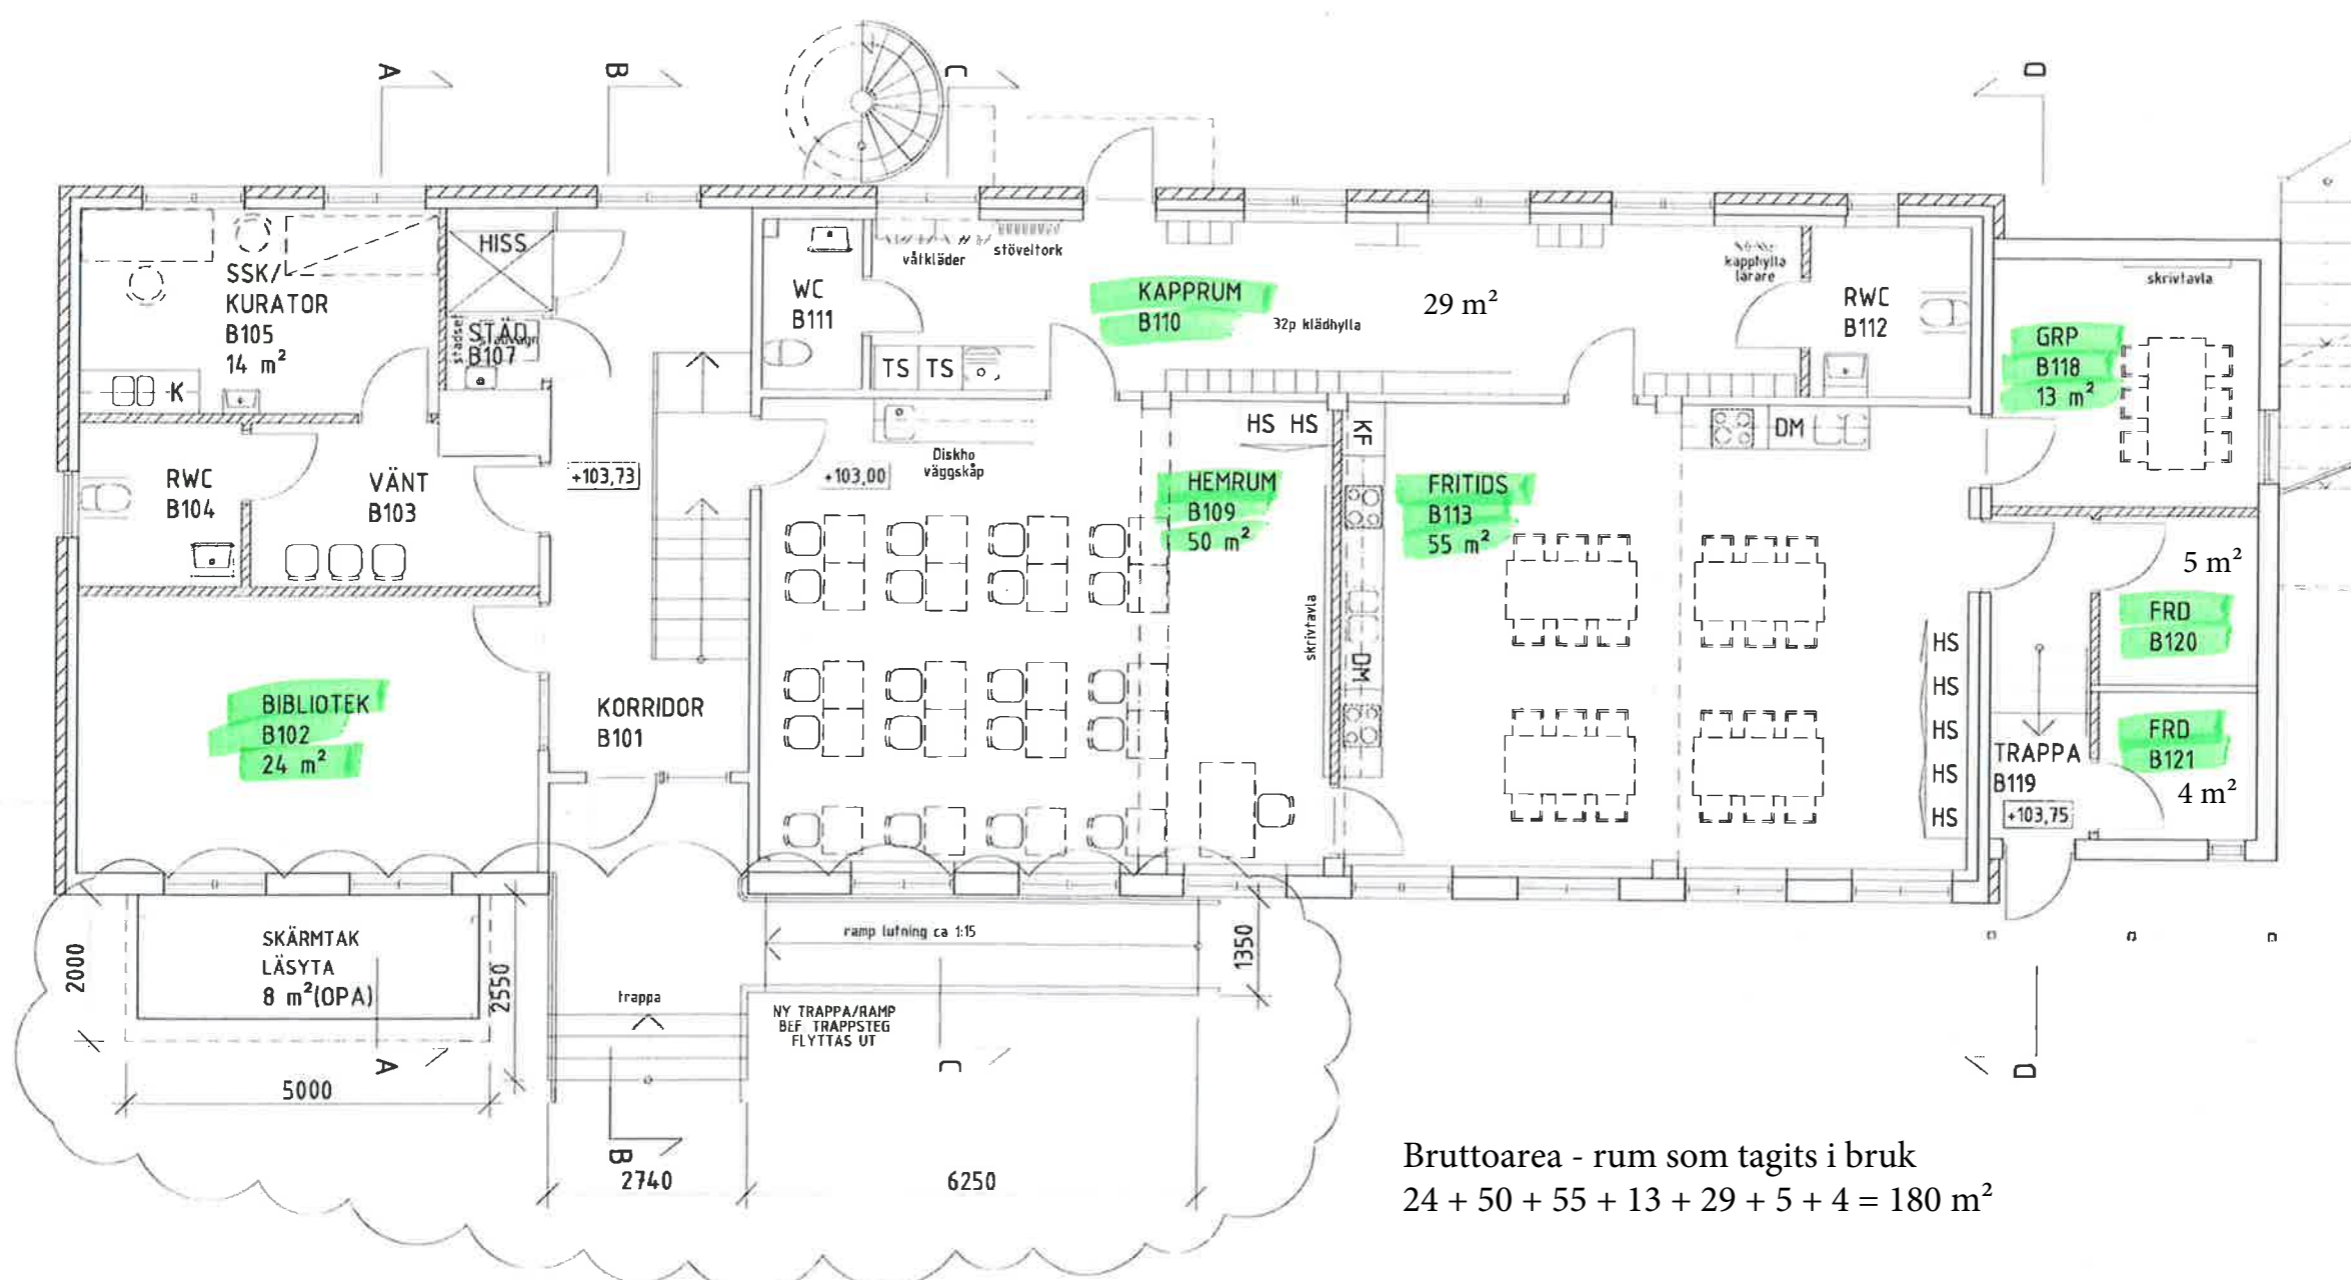 A
B
C
D
HISS
SSK/
KURATOR
B105
14 m²
K
städset
STÄD
B107
WC
B111
våtkläder
stöveltork
TS TS
KAPPRUM
B110
32p klädhylla
29 m²
kapphylla
lärare
RWC
B112
skrivtavla
GRP
B118
13 m²
RWC
B104
VÄNT
B103
+103,73
+103,00
Diskho
väggskåp
HS HS
HEMRUM
B109
50 m²
skrivtavla
KF
DM
FRITIDS
B113
55 m²
DM
5 m²
FRD
B120
FRD
B121
4 m²
HS
HS
HS
HS
HS
TRAPPA
B119
+103,75
BIBLIOTEK
B102
24 m²
KORRIDOR
B101
SKÄRMTAK
LÄSYTA
8 m²(OPA)
2000
2550
5000
trappa
ramp lutning ca 1:15
1350
NY TRAPPA/RAMP
BEF TRAPPSTEG
FLYTTAS UT
A
B
C
D
2740
6250
Bruttoarea - rum som tagits i bruk
24 + 50 + 55 + 13 + 29 + 5 + 4 = 180 m²